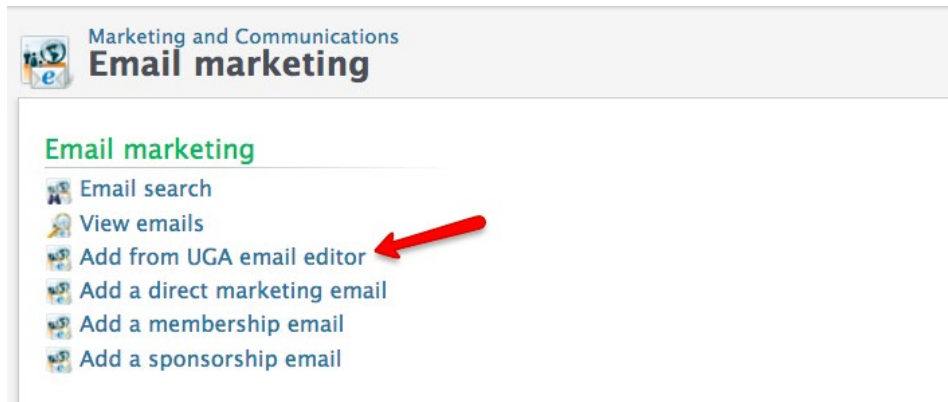 Marketing and Communications
Email marketing
Email marketing
Email search
View emails
Add from UGA email editor
Add a direct marketing email
Add a membership email
Add a sponsorship email